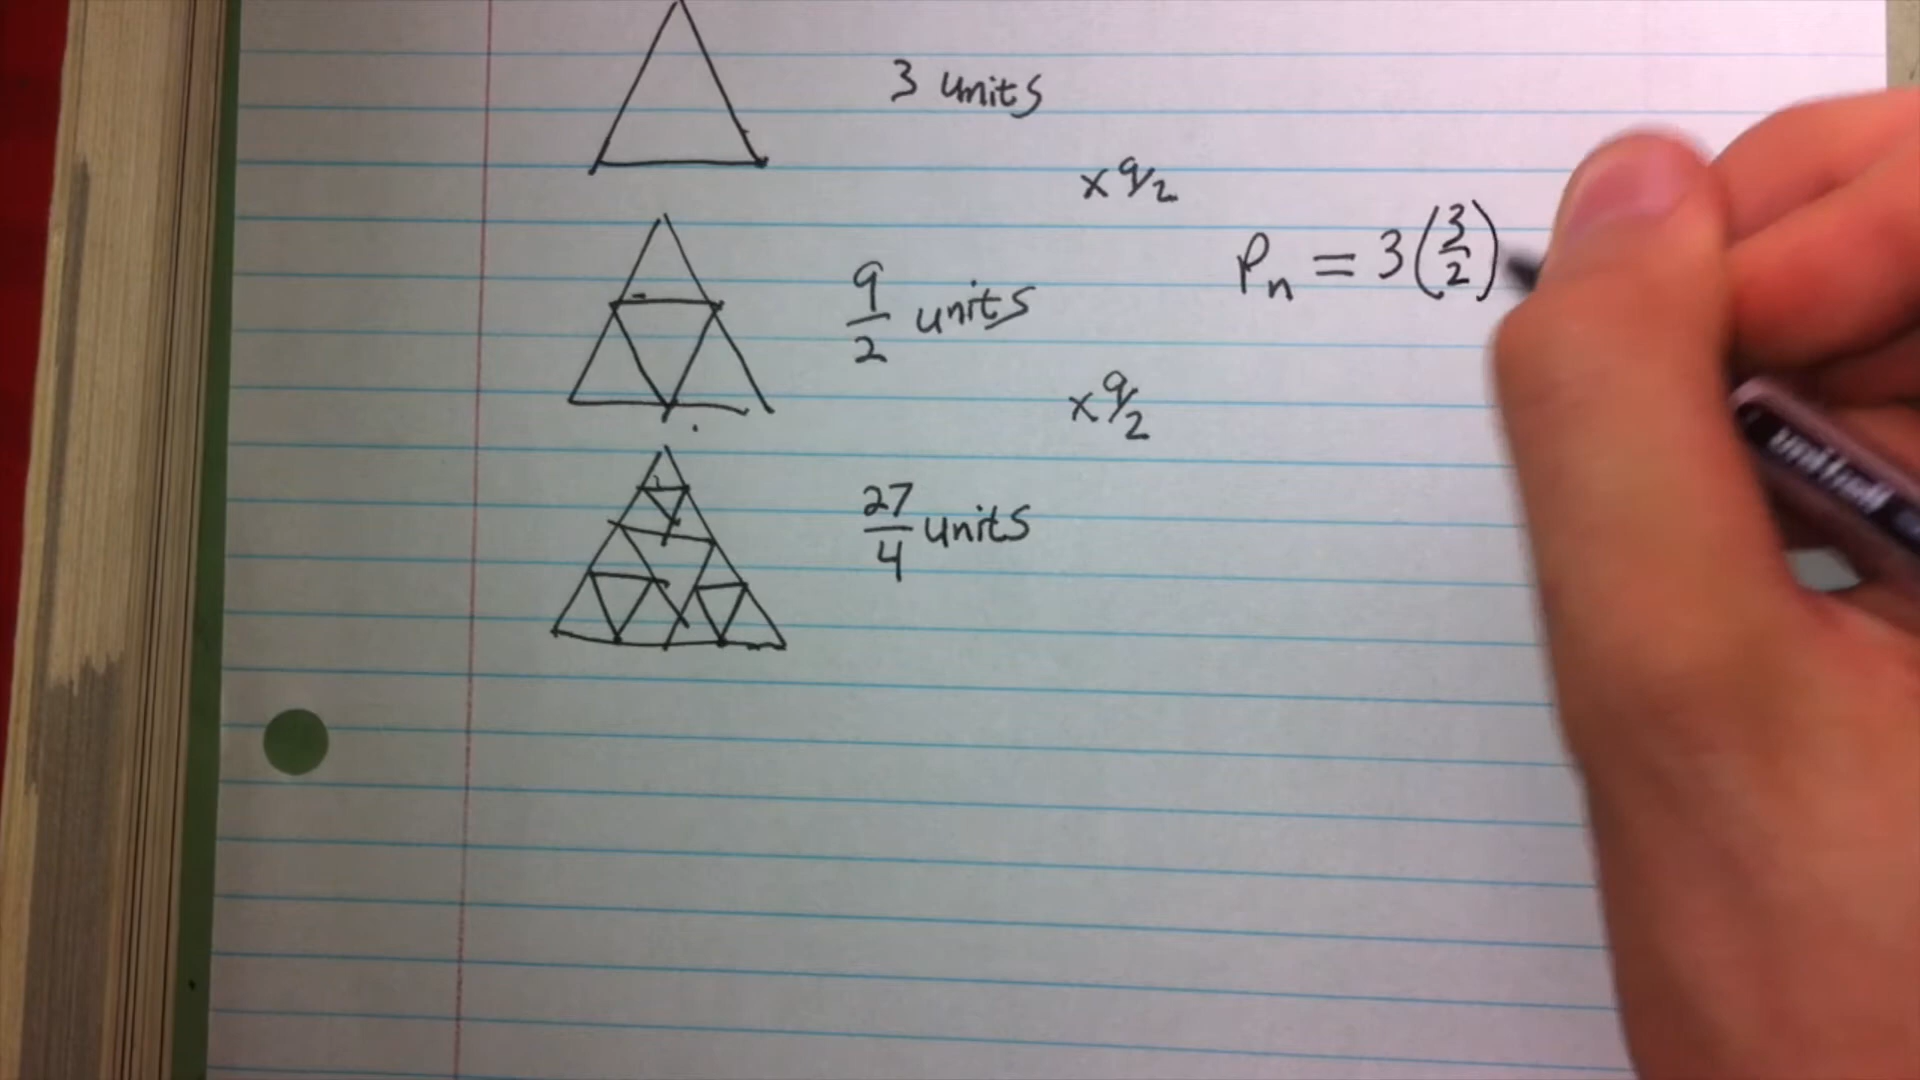 3 units
x 9/2
Pn = 3(3/2)
9/2 units
x 9/2
27/4 units